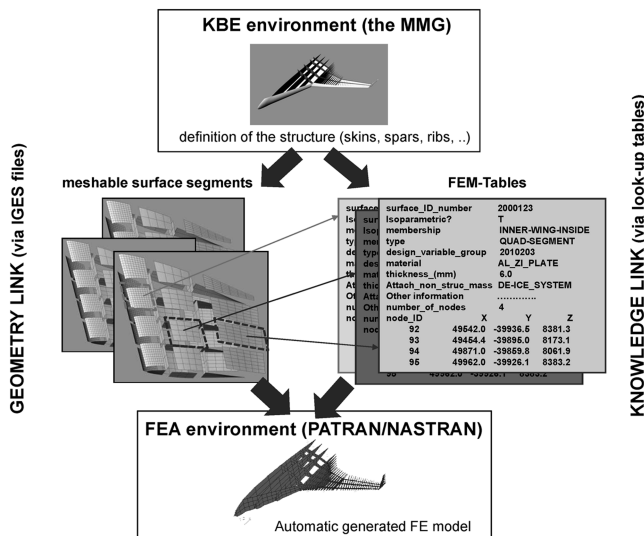 KBE environment (the MMG)
definition of the structure (skins, spars, ribs, ..)
GEOMETRY LINK (via IGES files)
meshable surface segments
FEM-Tables
KNOWLEDGE LINK (via look-up tables)
surface_ID_number 2000123
Isoparametric? T
membership INNER-WING-INSIDE
type QUAD-SEGMENT
design_variable_group 2010203
material AL_ZI_PLATE
thickness_(mm) 6.0
Attach_non_struc_mass DE-ICE_SYSTEM
Other information .............
number_of_nodes 4
node_ID X Y Z
92 49542.0 -39936.5 8381.3
93 49454.4 -39895.0 8173.1
94 49871.0 -39859.8 8061.9
95 49962.0 -39926.1 8383.2
FEA environment (PATRAN/NASTRAN)
Automatic generated FE model